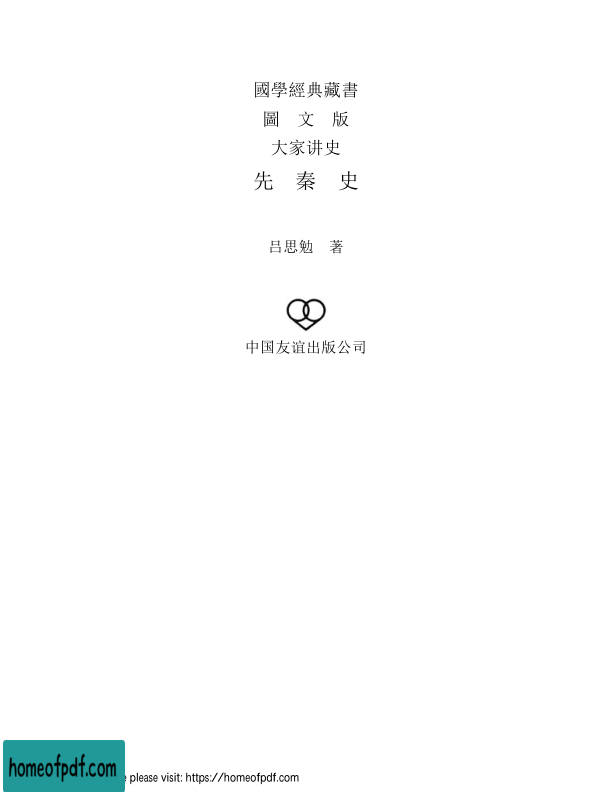 國學經典藏書
圖 文 版
大家讲史
先 秦 史
吕思勉 著
中国友谊出版公司
homeofpdf.com
please visit: https://homeofpdf.com